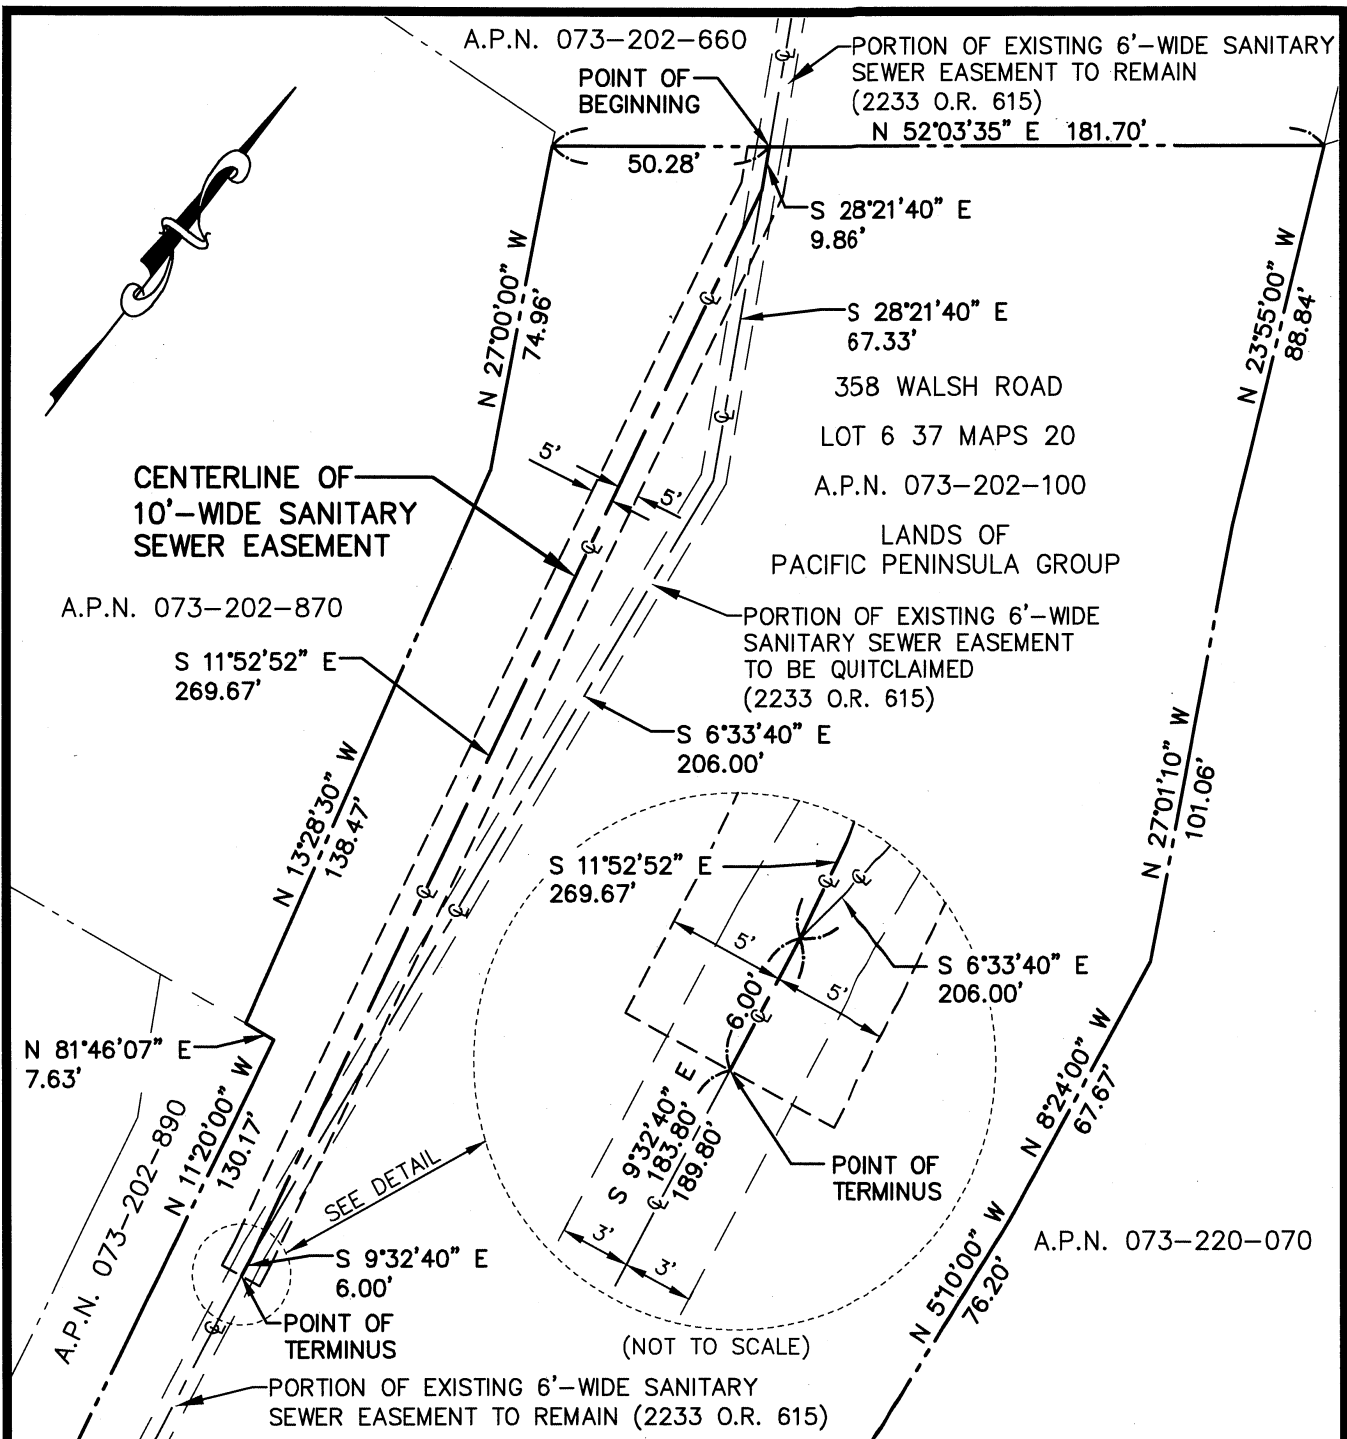 A.P.N. 073-202-660
PORTION OF EXISTING 6'-WIDE SANITARY
SEWER EASEMENT TO REMAIN
(2233 O.R. 615)
POINT OF
BEGINNING
N 52°03'35" E 181.70'
50.28'
S 28°21'40" E
9.86'
N 27°00'00" W
74.96'
N 23°55'00" W
88.84'
S 28°21'40" E
67.33'
358 WALSH ROAD
LOT 6 37 MAPS 20
A.P.N. 073-202-100
LANDS OF
PACIFIC PENINSULA GROUP
5'
5'
CENTERLINE OF
10'-WIDE SANITARY
SEWER EASEMENT
A.P.N. 073-202-870
PORTION OF EXISTING 6'-WIDE
SANITARY SEWER EASEMENT
TO BE QUITCLAIMED
(2233 O.R. 615)
S 11°52'52" E
269.67'
S 6°33'40" E
206.00'
N 13°28'30" W
138.47'
N 27°01'10" W
101.06'
S 11°52'52" E
269.67'
5'
5'
6.00'
S 6°33'40" E
206.00'
S 9°32'40" E
183.80'
189.80'
3'
3'
POINT OF
TERMINUS
(NOT TO SCALE)
N 81°46'07" E
7.63'
N 11°20'00" W
130.17'
A.P.N. 073-202-890
SEE DETAIL
N 8°24'00" W
67.67'
S 9°32'40" E
6.00'
POINT OF
TERMINUS
N 5°10'00" W
76.20'
A.P.N. 073-220-070
PORTION OF EXISTING 6'-WIDE SANITARY
SEWER EASEMENT TO REMAIN (2233 O.R. 615)